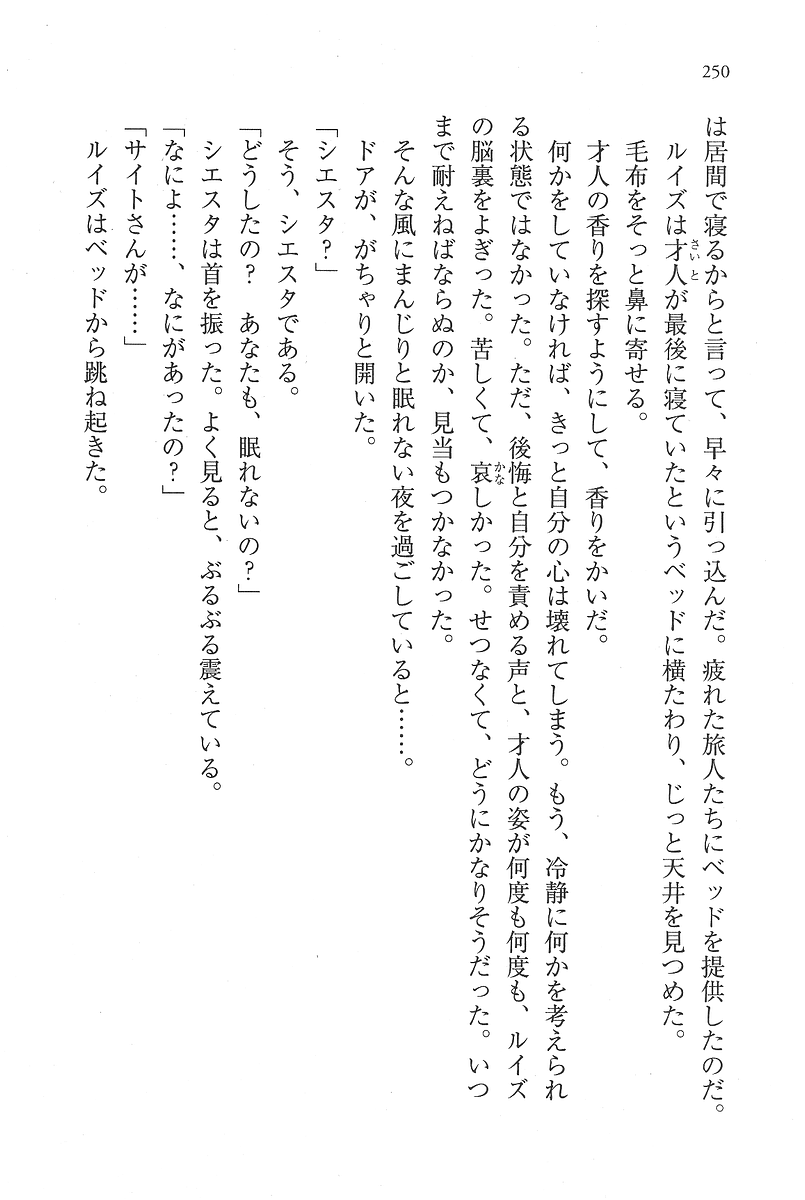 250
は居間で寝るからと言って、早々に引っ込んだ。疲れた旅人たちにベッドを提供したのだ。
ルイズは才人さいとが最後に寝ていたというベッドに横たわり、じっと天井を見つめた。
毛布をそっと鼻に寄せる。
才人の香りを探すようにして、香りをかいだ。
何かをしていなければ、きっと自分の心は壊れてしまう。もう、冷静に何かを考えられ
る状態ではなかった。ただ、後悔と自分を責める声と、才人の姿が何度も何度も、ルイズ
の脳裏をよぎった。苦しくて、哀かなしかった。せつなくて、どうにかなりそうだった。いつ
まで耐えねばならぬのか、見当もつかなかった。
そんな風にまんじりと眠れない夜を過ごしていると……。
ドアが、がちゃりと開いた。
「シエスタ?」
そう、シエスタである。
「どうしたの? あなたも、眠れないの?」
シエスタは首を振った。よく見ると、ぶるぶる震えている。
「なによ……、なにがあったの?」
「サイトさんが……」
ルイズはベッドから跳ね起きた。